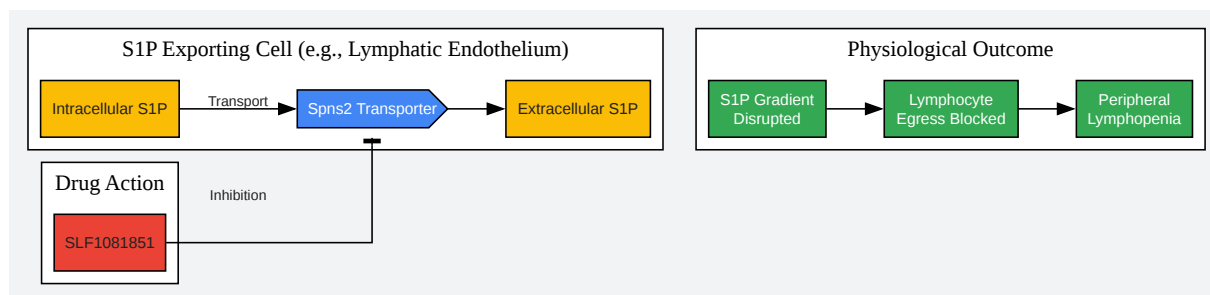 S1P Exporting Cell (e.g., Lymphatic Endothelium)
Intracellular S1P
Transport
Spns2 Transporter
Extracellular S1P
Physiological Outcome
S1P Gradient
Disrupted
Lymphocyte
Egress Blocked
Peripheral
Lymphopenia
Drug Action
SLF1081851
Inhibition